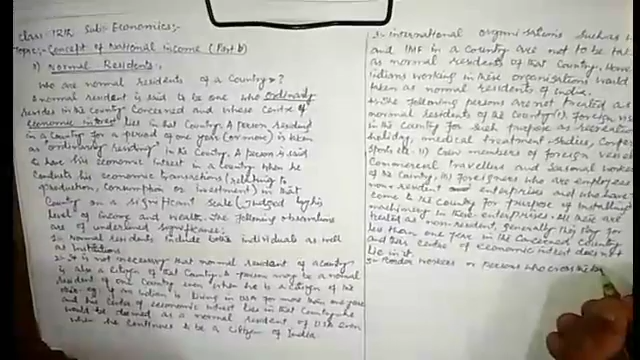 Class 12th Sub:- Economics:-
Topic:- Concept of National income (Part 6)
3) Normal Residents.
Who are normal residents of a Country?
A normal resident is said to be one who ordinarily
resides in the country Concerned and whose Centre of
economic interest lies in that Country. A person resident
in a Country for a period of one year (or more) is taken
as "ordinarily residing" in the Country. A person is said
to have his economic interest in a Country when he
conducts his economic transactions (relating to
production, Consumption or investment) in that
Country on a significant Scale (Judged by his
level of income and wealth. The following observations
are of underlined significance:
1. normal residents include both individuals as well
as institutions
2. It is not necessary that normal resident of a Country
is also a citizen of that Country. A person may be a normal
resident of one Country even when he is a citizen of the
other. eg. if an indian is living in USA for more than one year
and his Center of economic interest lies in that Country he
would be deemed as a normal resident of USA even
when he continues to be a citizen of India.
in international organisations such as
and IMF in a Country are not to be
as normal residents of that Country.
indians working in these organisations would
taken as normal residents of India.
The following persons are not treated as
normal residents of the Country (i) Foreign
in the Country for such purpose as recreation
holiday, medical treatment, studies,
sports etc. ii) Crew members of foreign vessels
Commercial travellers and seasonal workers
of the Country, iii) Foreigners who are employees
of non-resident enterprises and who have
come to the Country for purpose of installing
machinery in these enterprises. All these are
treated as non-resident, generally they stay for
less than one year in the Concerned Country
and their centre of economic interest does not
lie in it.
Border workers or persons who cross the